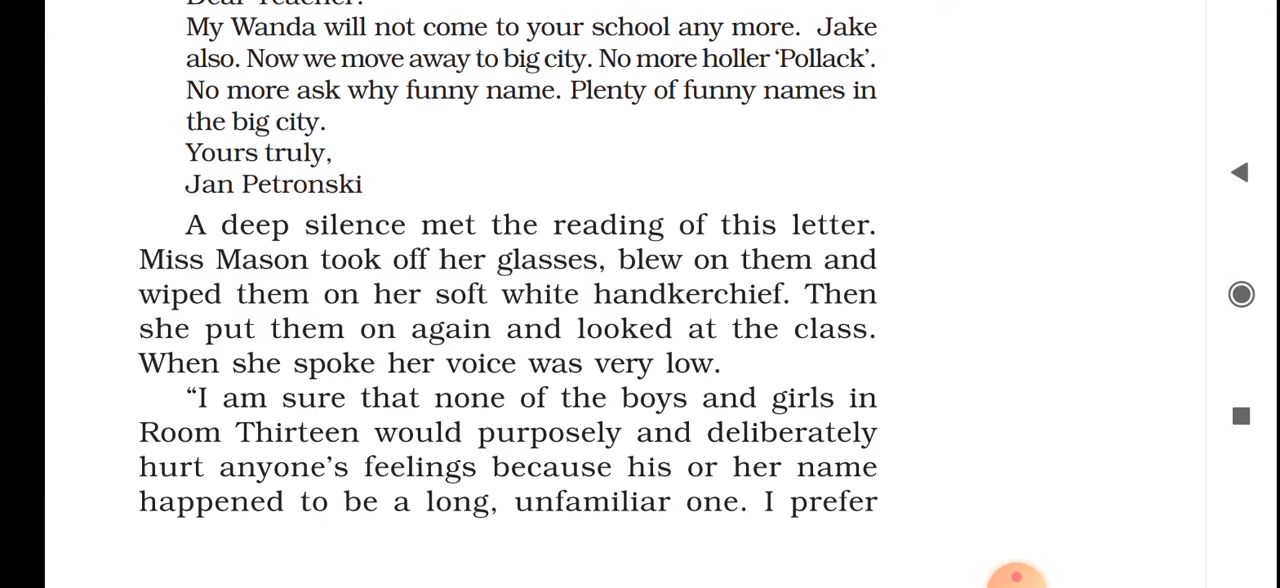 Dear Teacher:
My Wanda will not come to your school any more. Jake
also. Now we move away to big city. No more holler ‘Pollack’.
No more ask why funny name. Plenty of funny names in
the big city.
Yours truly,
Jan Petronski
A deep silence met the reading of this letter.
Miss Mason took off her glasses, blew on them and
wiped them on her soft white handkerchief. Then
she put them on again and looked at the class.
When she spoke her voice was very low.
“I am sure that none of the boys and girls in
Room Thirteen would purposely and deliberately
hurt anyone’s feelings because his or her name
happened to be a long, unfamiliar one. I prefer